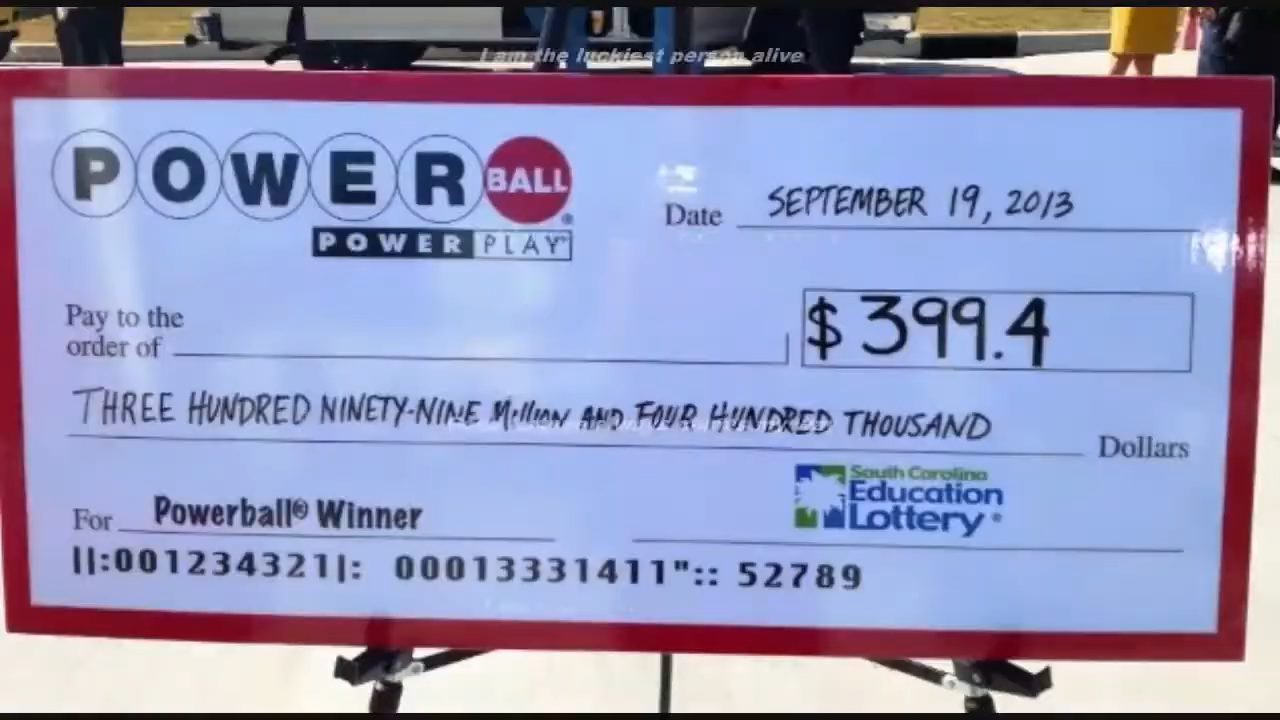 I am the luckiest person alive
POWER BALL®
POWER PLAY
Date SEPTEMBER 19, 2013
Pay to the
order of
$ 399.4
THREE HUNDRED NINETY-NINE Million AND FOUR HUNDRED THOUSAND
Dollars
South Carolina
Education
Lottery®
For Powerball® Winner
||:001234321|: 00013331411":: 52789